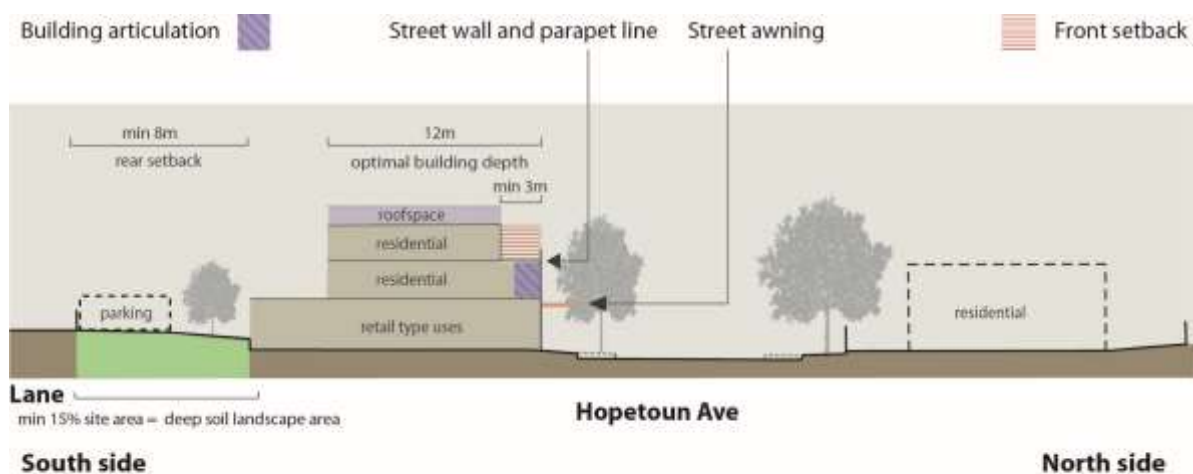 Building articulation
Street wall and parapet line
Street awning
Front setback
min 8m
rear setback
12m
optimal building depth
min 3m
roofspace
residential
residential
parking
retail type uses
residential
Lane
min 15% site area = deep soil landscape area
Hopetoun Ave
South side
North side